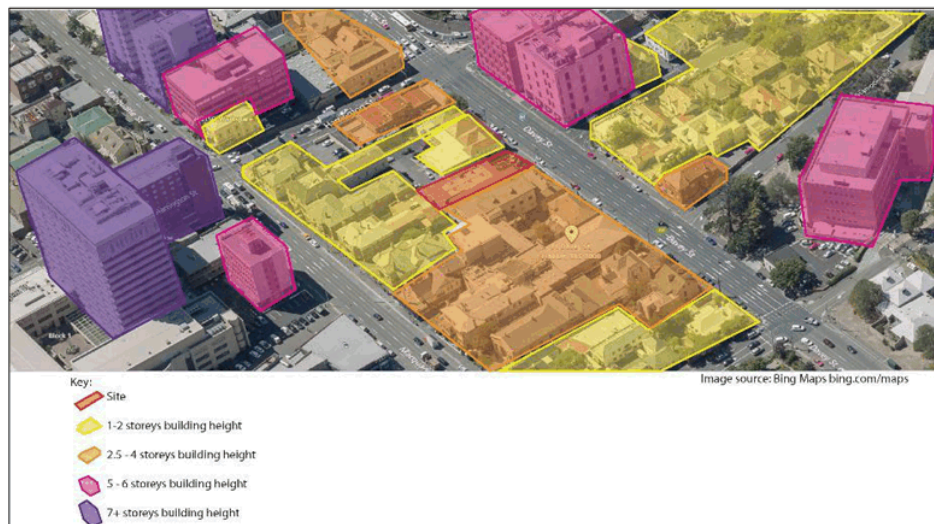 Davey St
Davey St
Image source: Bing Maps bing.com/maps
Key:
Site
1-2 storeys building height
2.5 - 4 storeys building height
5 - 6 storeys building height
7+ storeys building height